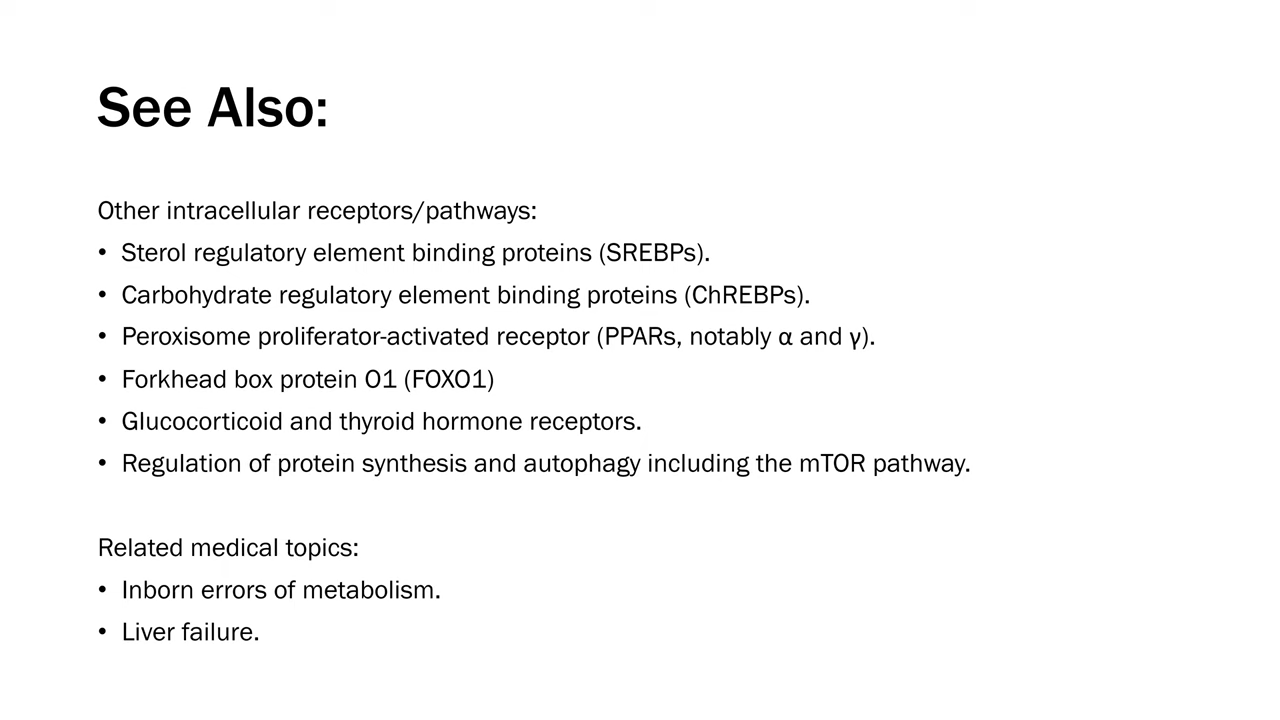 See Also:
Other intracellular receptors/pathways:
• Sterol regulatory element binding proteins (SREBPs).
• Carbohydrate regulatory element binding proteins (ChREBPs).
• Peroxisome proliferator-activated receptor (PPARs, notably α and γ).
• Forkhead box protein O1 (FOXO1)
• Glucocorticoid and thyroid hormone receptors.
• Regulation of protein synthesis and autophagy including the mTOR pathway.
Related medical topics:
• Inborn errors of metabolism.
• Liver failure.